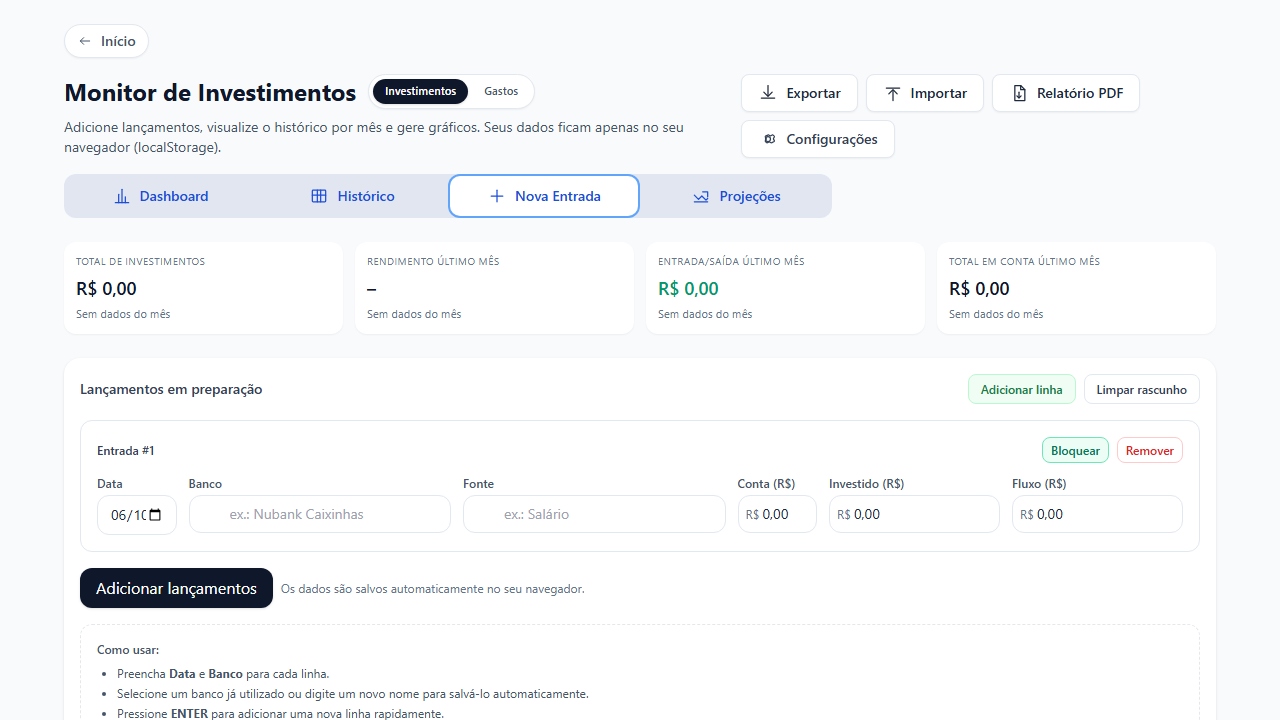 Início
Monitor de Investimentos
Investimentos
Gastos
Adicione lançamentos, visualize o histórico por mês e gere gráficos. Seus dados ficam apenas no seu
navegador (localStorage).
Exportar
Importar
Relatório PDF
Configurações
Dashboard
Histórico
Nova Entrada
Projeções
TOTAL DE INVESTIMENTOS
R$ 0,00
Sem dados do mês
RENDIMENTO ÚLTIMO MÊS
–
Sem dados do mês
ENTRADA/SAÍDA ÚLTIMO MÊS
R$ 0,00
Sem dados do mês
TOTAL EM CONTA ÚLTIMO MÊS
R$ 0,00
Sem dados do mês
Lançamentos em preparação
Adicionar linha
Limpar rascunho
Entrada #1
Bloquear
Remover
Data
Banco
Fonte
Conta (R$)
Investido (R$)
Fluxo (R$)
06/10
ex.: Nubank Caixinhas
ex.: Salário
R$ 0,00
R$ 0,00
R$ 0,00
Adicionar lançamentos
Os dados são salvos automaticamente no seu navegador.
Como usar:
• Preencha Data e Banco para cada linha.
• Selecione um banco já utilizado ou digite um novo nome para salvá-lo automaticamente.
• Pressione ENTER para adicionar uma nova linha rapidamente.